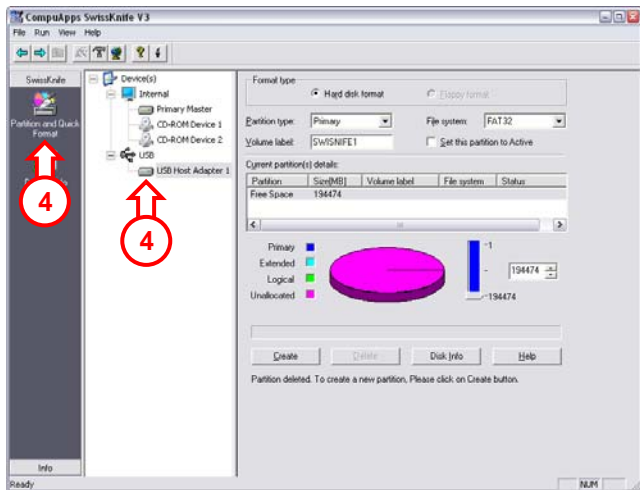 CompuApps SwissKnife V3
File Run View Help
SwissKnife
Partition and Quick
Format
4
Device(s)
Internal
Primary Master
CD-ROM Device 1
CD-ROM Device 2
USB
USB Host Adapter 1
4
Format type
Hard disk format
Floppy format
Partition type: Primary
File system: FAT32
Volume label: SWISNIFE1
Set this partition to Active
Current partition(s) details:
Partition Size[MB] Volume label File system Status
Free Space 194474
Primary
Extended
Logical
Unallocated
-1
-
-194474
194474
Create Delete Disk Info Help
Partition deleted. To create a new partition, Please click on Create button.
Info
Ready
NUM